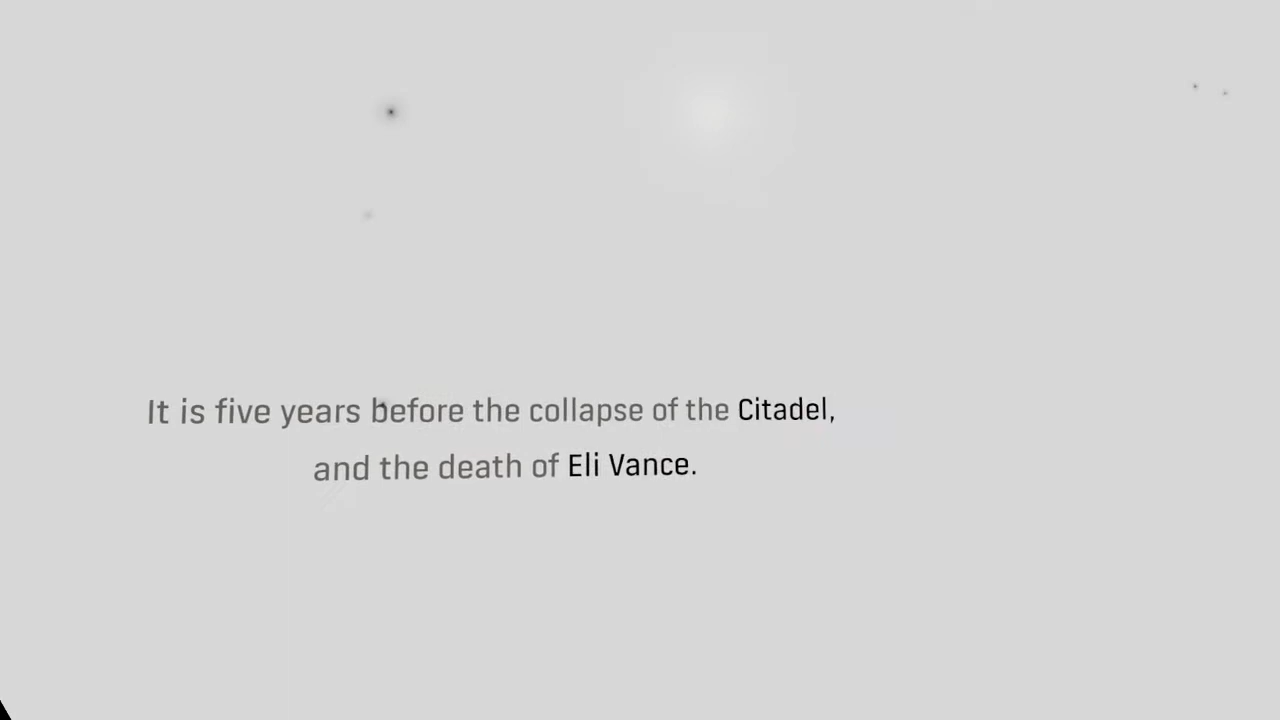 It is five years before the collapse of the Citadel,
and the death of Eli Vance.